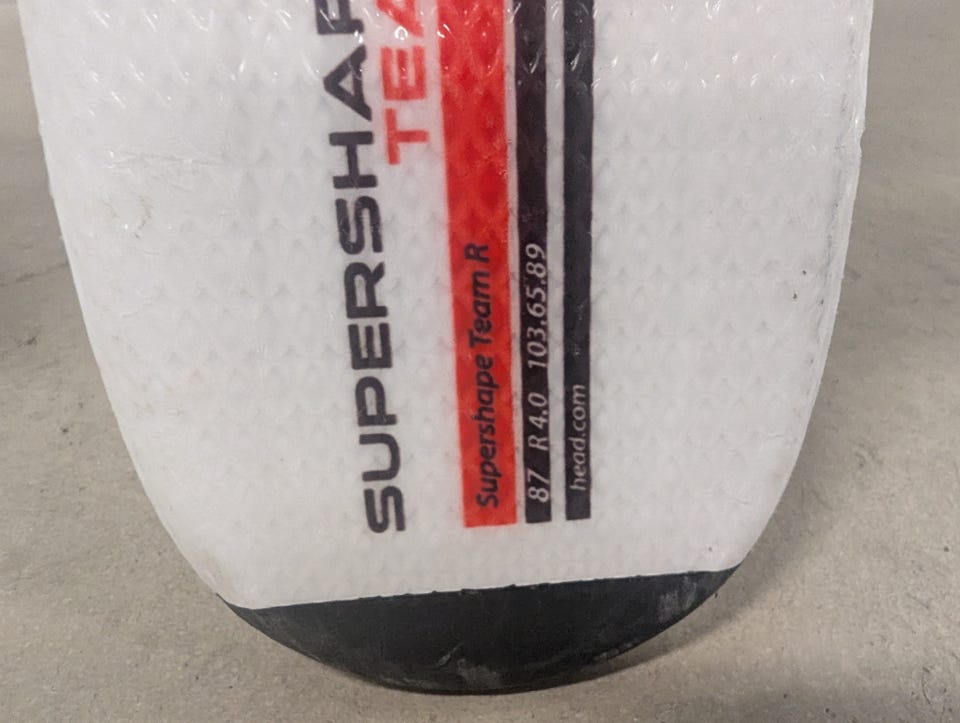 SUPERSHAP
TEA
Supershape Team R
87 R 4.0 103.65.89
head.com